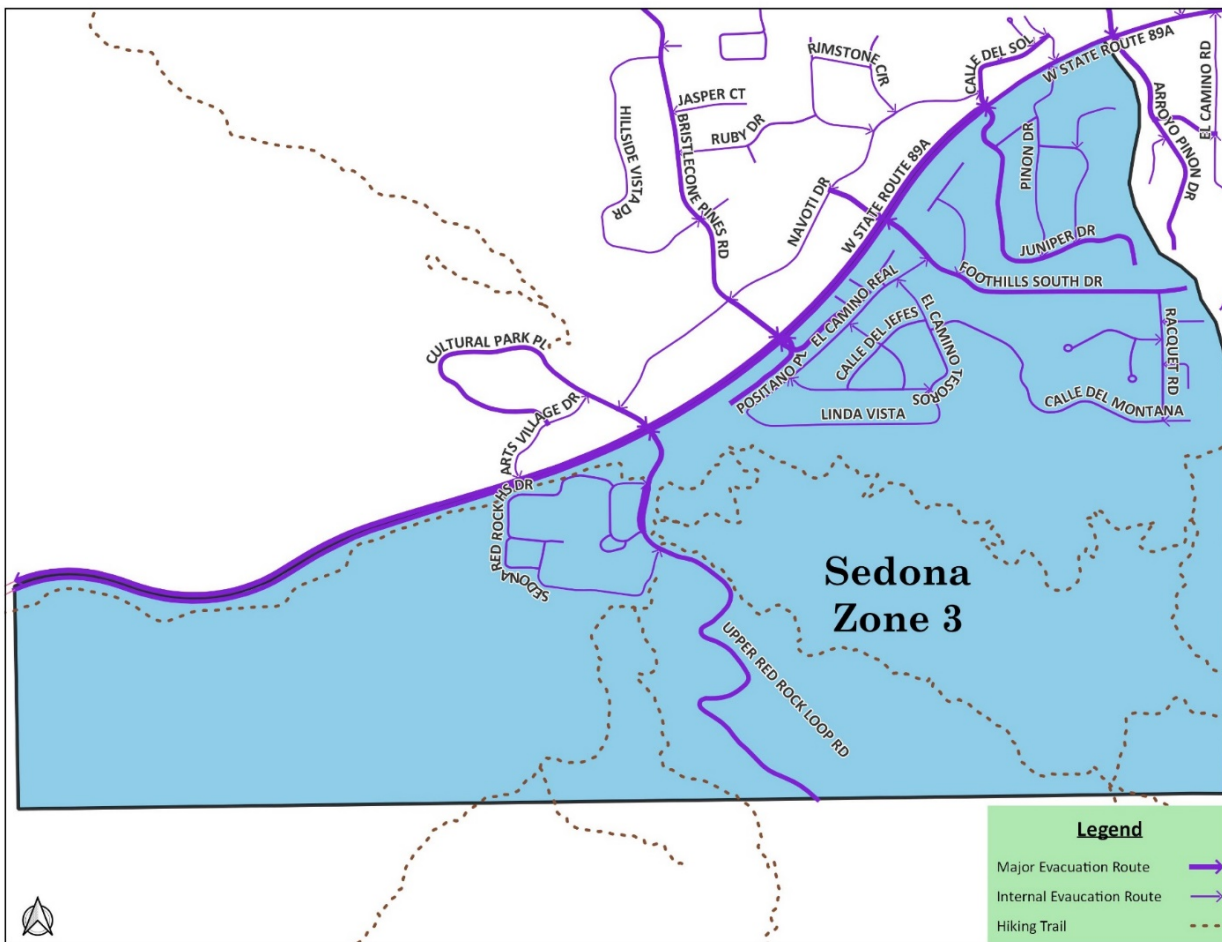 CALLE DEL SOL
W STATE ROUTE 89A
EL CAMINO RD
ARROYO PINON DR
RIMSTONE CIR
JASPER CT
RUBY DR
HILLSIDE VISTA DR
BRISTLECONE PINES RD
NAVOTI DR
W STATE ROUTE 89A
PINON DR
JUNIPER DR
FOOTHILLS SOUTH DR
RACQUET RD
EL CAMINO REAL
EL CAMINO TESOROS
CALLE DEL JEFES
POSITANO PL
LINDA VISTA
CALLE DEL MONTANA
CULTURAL PARK PL
ARTS VILLAGE DR
SEDONA RED ROCK HS DR
UPPER RED ROCK LOOP RD
Sedona
Zone 3
Legend
Major Evacuation Route
Internal Evaucation Route
Hiking Trail